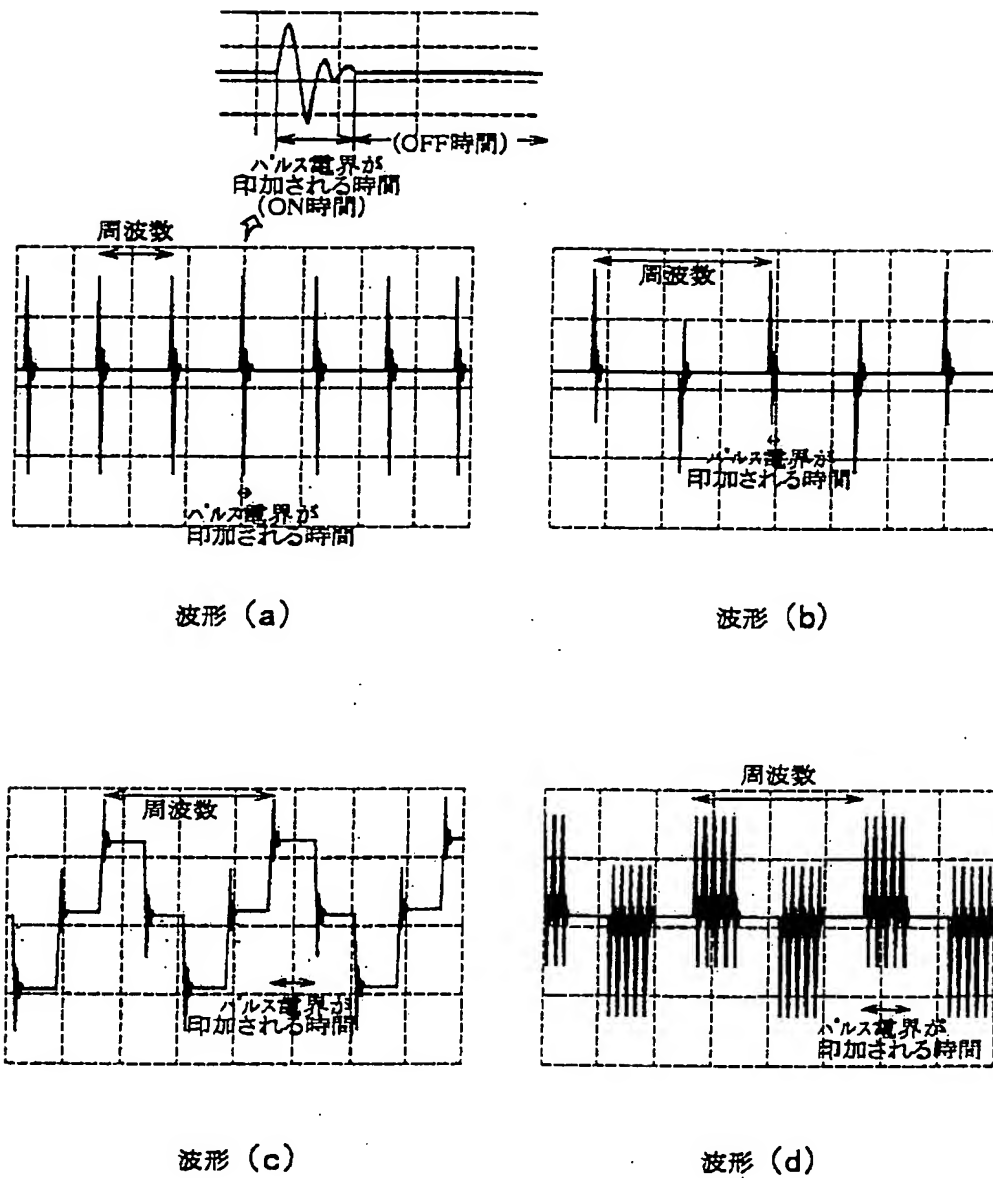 (OFF時間)
パルス電界が
印加される時間
(ON時間)
周波数
パルス電界が
印加される時間
波形 (a)
周波数
パルス電界が
印加される時間
波形 (b)
周波数
パルス電界が
印加される時間
波形 (c)
周波数
パルス電界が
印加される時間
波形 (d)